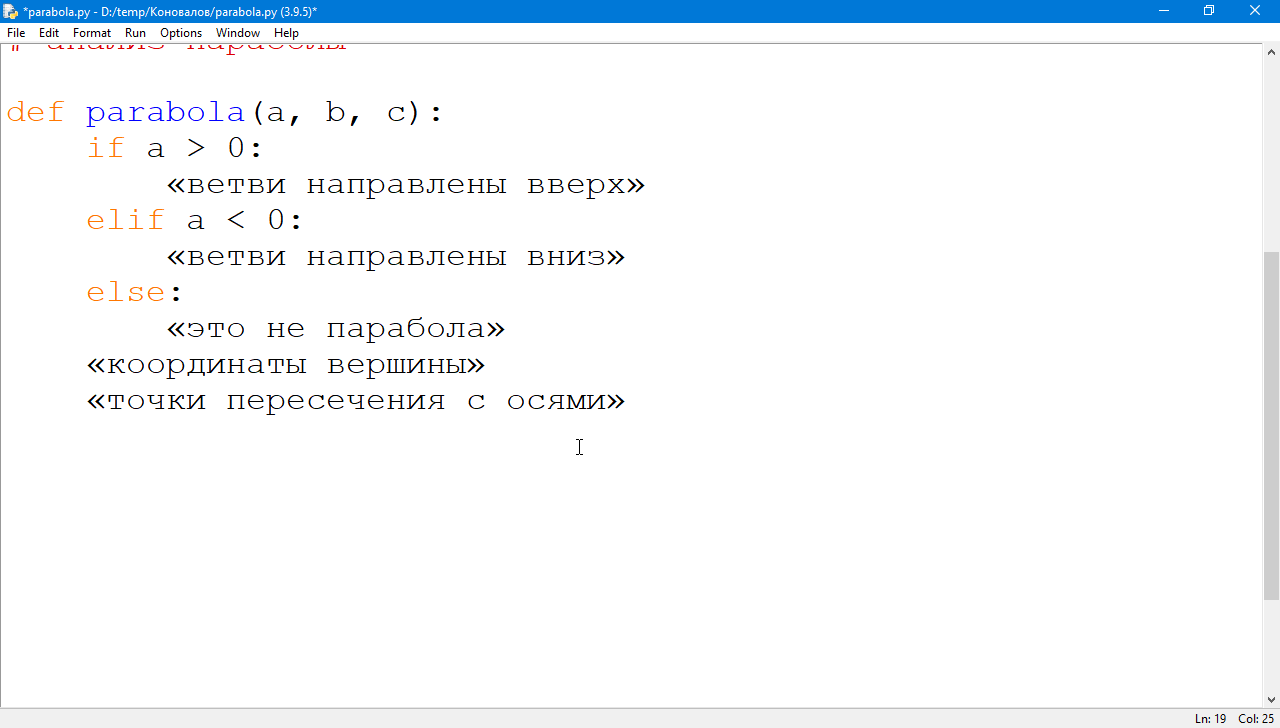 *parabola.py - D:/temp/Коновалов/parabola.py (3.9.5)*
File Edit Format Run Options Window Help
# анализ параболы
def parabola(a, b, c):
    if a > 0:
        «ветви направлены вверх»
    elif a < 0:
        «ветви направлены вниз»
    else:
        «это не парабола»
    «координаты вершины»
    «точки пересечения с осями»
Ln: 19 Col: 25